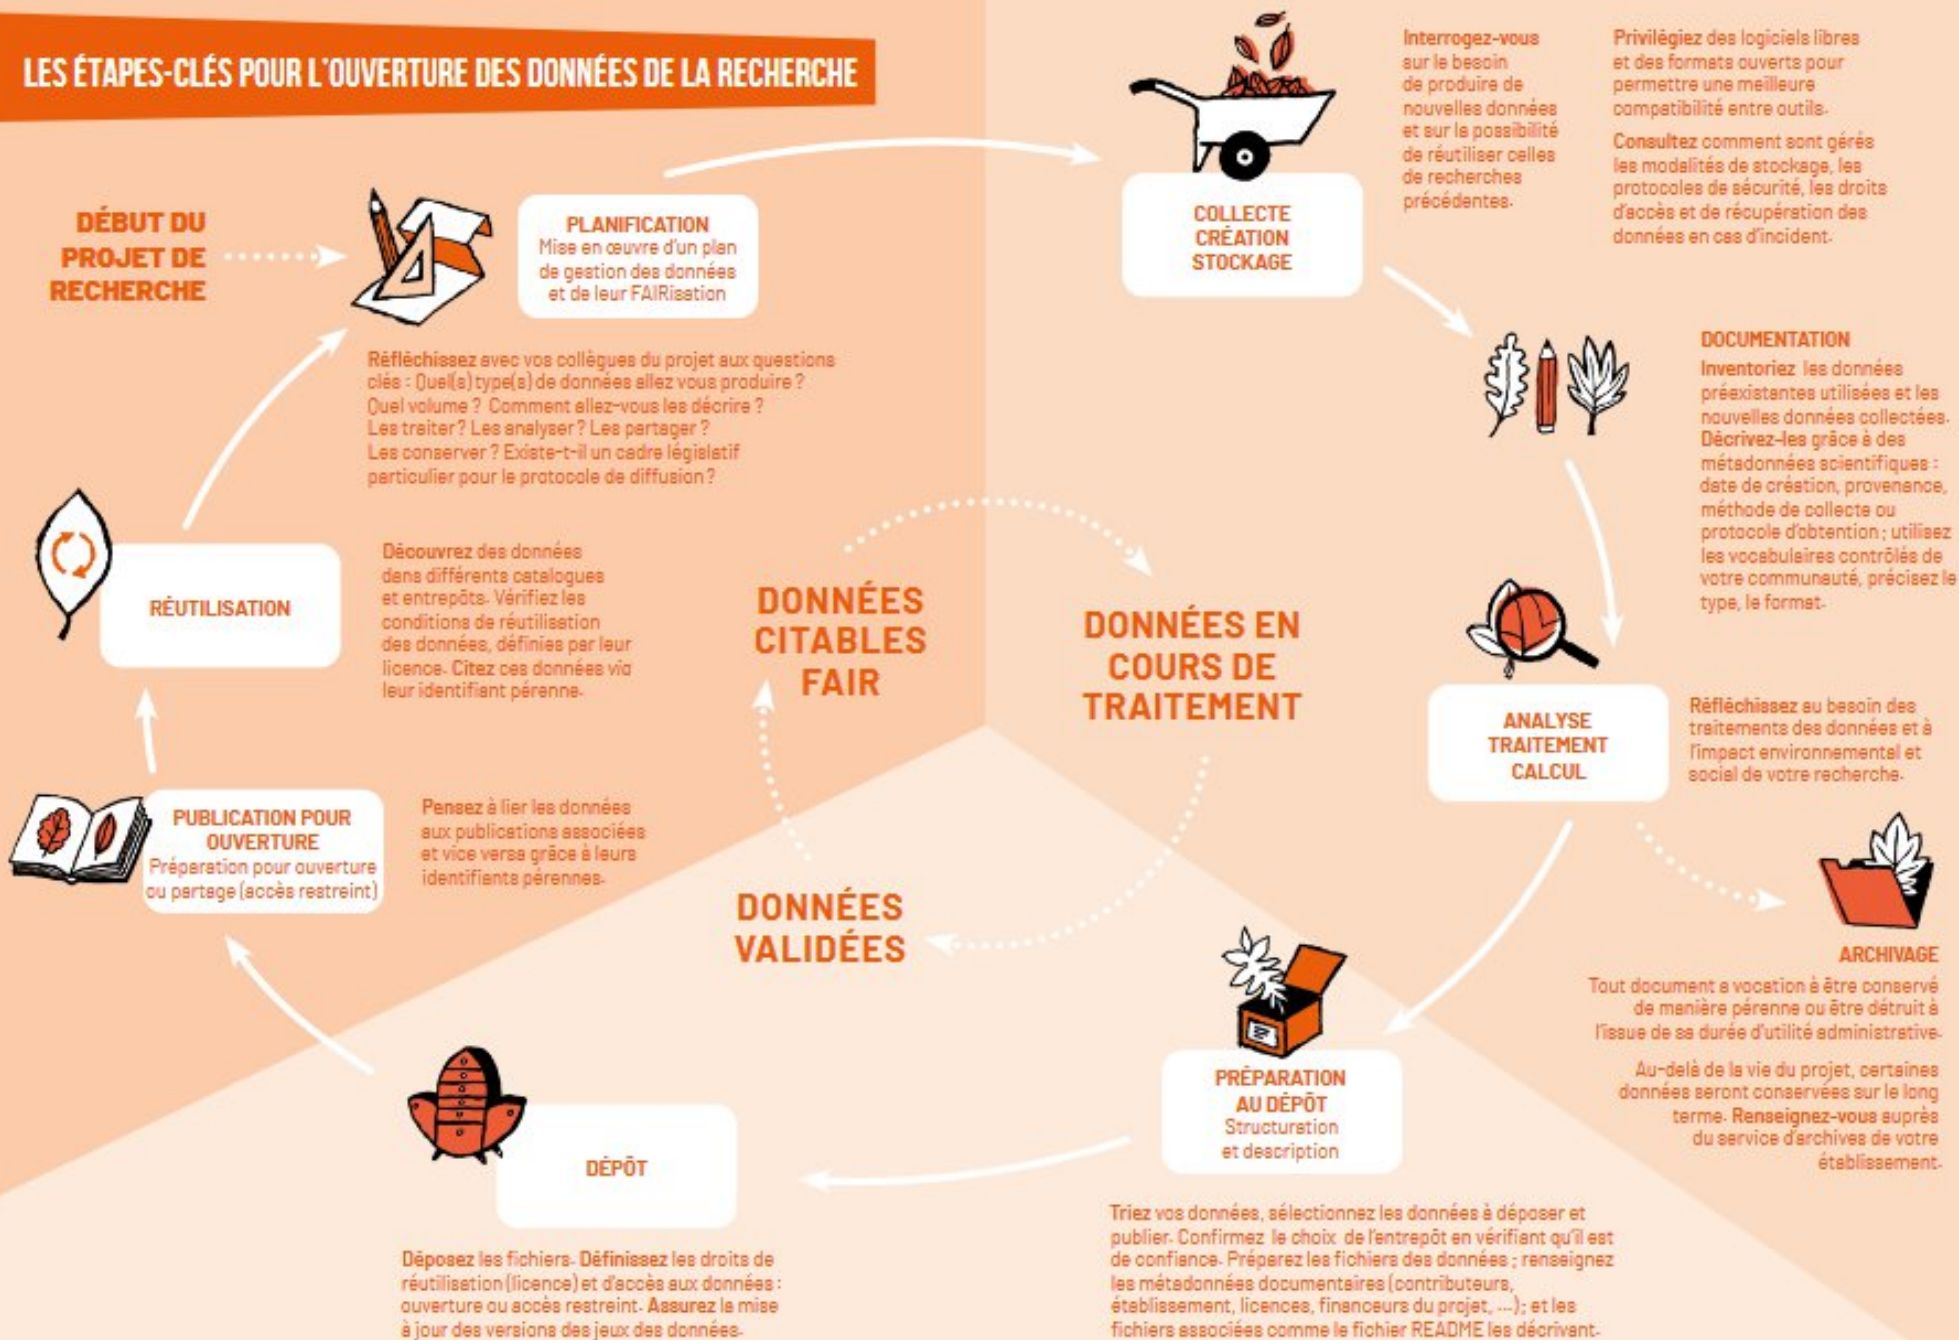 LES ÉTAPES-CLÉS POUR L'OUVERTURE DES DONNÉES DE LA RECHERCHE
DÉBUT DU
PROJET DE
RECHERCHE
PLANIFICATION
Mise en œuvre d'un plan
de gestion des données
et de leur FAIRisation
Réfléchissez avec vos collègues du projet aux questions
clés : Quel(s) type(s) de données allez vous produire ?
Quel volume ? Comment allez-vous les décrire ?
Les traiter ? Les analyser ? Les partager ?
Les conserver ? Existe-t-il un cadre législatif
particulier pour le protocole de diffusion ?
COLLECTE
CRÉATION
STOCKAGE
Interrogez-vous
sur le besoin
de produire de
nouvelles données
et sur la possibilité
de réutiliser celles
de recherches
précédentes.
Privilégiez des logiciels libres
et des formats ouverts pour
permettre une meilleure
compatibilité entre outils.
Consultez comment sont gérés
les modalités de stockage, les
protocoles de sécurité, les droits
d'accès et de récupération des
données en cas d'incident.
DOCUMENTATION
Inventoriez les données
préexistantes utilisées et les
nouvelles données collectées.
Décrivez-les grâce à des
métadonnées scientifiques :
date de création, provenance,
méthode de collecte ou
protocole d'obtention ; utilisez
les vocabulaires contrôlés de
votre communauté, précisez le
type, le format.
ANALYSE
TRAITEMENT
CALCUL
Réfléchissez au besoin des
traitements des données et à
l'impact environnemental et
social de votre recherche.
ARCHIVAGE
Tout document a vocation à être conservé
de manière pérenne ou être détruit à
l'issue de sa durée d'utilité administrative.
Au-delà de la vie du projet, certaines
données seront conservées sur le long
terme. Renseignez-vous auprès
du service d'archives de votre
établissement.
PRÉPARATION
AU DÉPÔT
Structuration
et description
Triez vos données, sélectionnez les données à déposer et
publier. Confirmez le choix de l'entrepôt en vérifiant qu'il est
de confiance. Préparez les fichiers des données ; renseignez
les métadonnées documentaires (contributeurs,
établissement, licences, financeurs du projet, ...); et les
fichiers associées comme le fichier README les décrivant.
DÉPÔT
Déposez les fichiers. Définissez les droits de
réutilisation (licence) et d'accès aux données :
ouverture ou accès restreint. Assurez la mise
à jour des versions des jeux des données.
PUBLICATION POUR
OUVERTURE
Préparation pour ouverture
ou partage (accès restreint)
Pensez à lier les données
aux publications associées
et vice versa grâce à leurs
identifiants pérennes.
RÉUTILISATION
Découvrez des données
dans différents catalogues
et entrepôts. Vérifiez les
conditions de réutilisation
des données, définies par leur
licence. Citez ces données via
leur identifiant pérenne.
DONNÉES
CITABLES
FAIR
DONNÉES EN
COURS DE
TRAITEMENT
DONNÉES
VALIDÉES